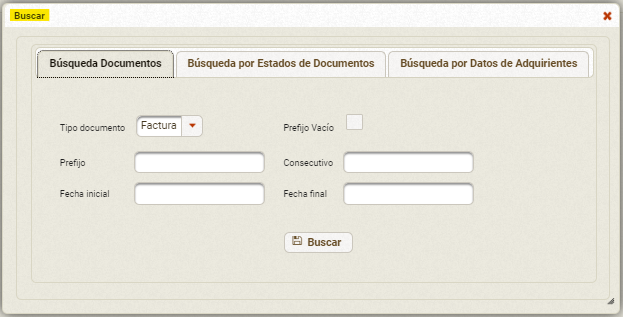 Buscar
Búsqueda Documentos Búsqueda por Estados de Documentos Búsqueda por Datos de Adquirientes
Tipo documento Factura Prefijo Vacío
Prefijo Consecutivo
Fecha inicial Fecha final
Buscar